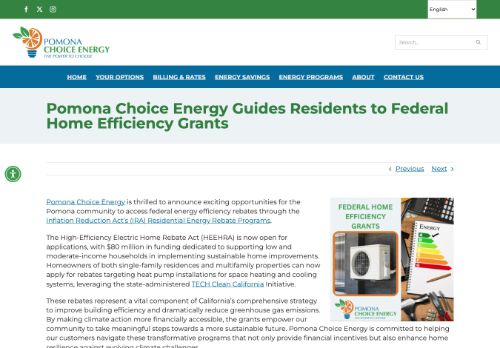 English
POMONA
CHOICE ENERGY
THE POWER TO CHOOSE
Search...
HOME YOUR OPTIONS BILLING & RATES ENERGY SAVINGS ENERGY PROGRAMS ABOUT CONTACT US
Pomona Choice Energy Guides Residents to Federal
Home Efficiency Grants
Previous Next
Pomona Choice Energy is thrilled to announce exciting opportunities for the
Pomona community to access federal energy efficiency rebates through the
Inflation Reduction Act's (IRA) Residential Energy Rebate Programs.
FEDERAL HOME
EFFICIENCY
GRANTS
ENERGY
The High-Efficiency Electric Home Rebate Act (HEEHRA) is now open for
applications, with $80 million in funding dedicated to supporting low and
moderate-income households in implementing sustainable home improvements.
Homeowners of both single-family residences and multifamily properties can now
apply for rebates targeting heat pump installations for space heating and cooling
systems, leveraging the state-administered TECH Clean California Initiative.
These rebates represent a vital component of California's comprehensive strategy
to improve building efficiency and dramatically reduce greenhouse gas emissions.
By making climate action more financially accessible, the grants empower our
community to take meaningful steps towards a more sustainable future. Pomona Choice Energy is committed to helping
our customers navigate these transformative programs that not only provide financial incentives but also enhance home
resilience against evolving climate challenges.